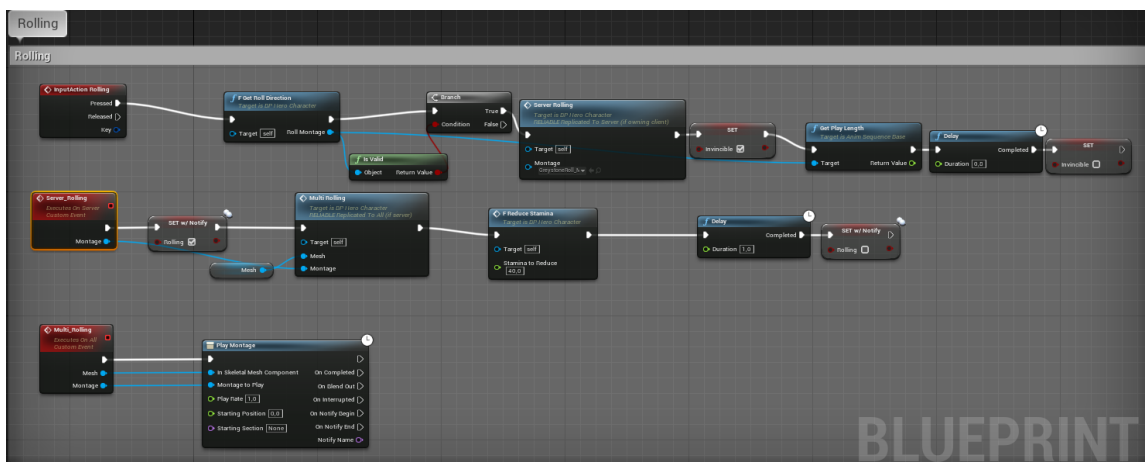 Rolling
Rolling
InputAction Rolling
Pressed
Released
Key
F Get Roll Direction
Target is DP Hero Character
Target self
Roll Montage
Branch
True
Condition
False
Is Valid
Object
Return Value
Server Rolling
Target is DP Hero Character
RELIABLE Replicated To Server (if owning client)
Target self
Montage
SET
Invincible
Get Play Length
Target is Anim Sequence Base
Target
Return Value
Delay
Completed
Duration 0,0
SET
Invincible
Server_Rolling
Executes On Server
Custom Event
Montage
SET w/ Notify
Rolling
Mesh
Multi Rolling
Target is DP Hero Character
RELIABLE Replicated To All (if server)
Target self
Mesh
Montage
F Reduce Stamina
Target is DP Hero Character
Target self
Stamina to Reduce
40,0
Delay
Completed
Duration 1,0
SET w/ Notify
Rolling
Multi_Rolling
Executes On All
Custom Event
Mesh
Montage
Play Montage
In Skeletal Mesh Component
On Completed
Montage to Play
On Blend Out
Play Rate 1,0
On Interrupted
Starting Position 0,0
On Notify Begin
Starting Section None
On Notify End
Notify Name
BLUEPRINT